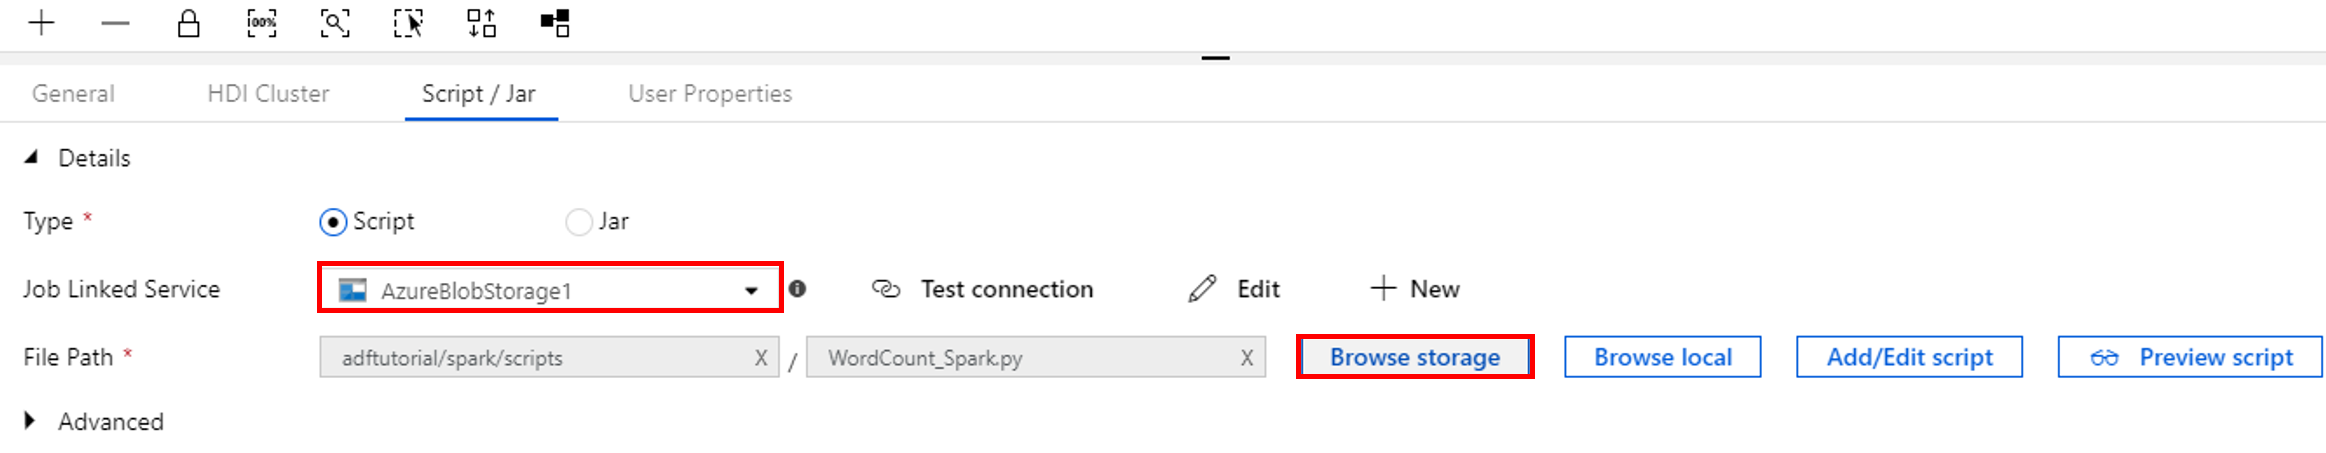 00%
General HDI Cluster Script / Jar User Properties
Details
Type * Script Jar
Job Linked Service AzureBlobStorage1 Test connection Edit New
File Path * adftutorial/spark/scripts X / WordCount_Spark.py X Browse storage Browse local Add/Edit script Preview script
Advanced